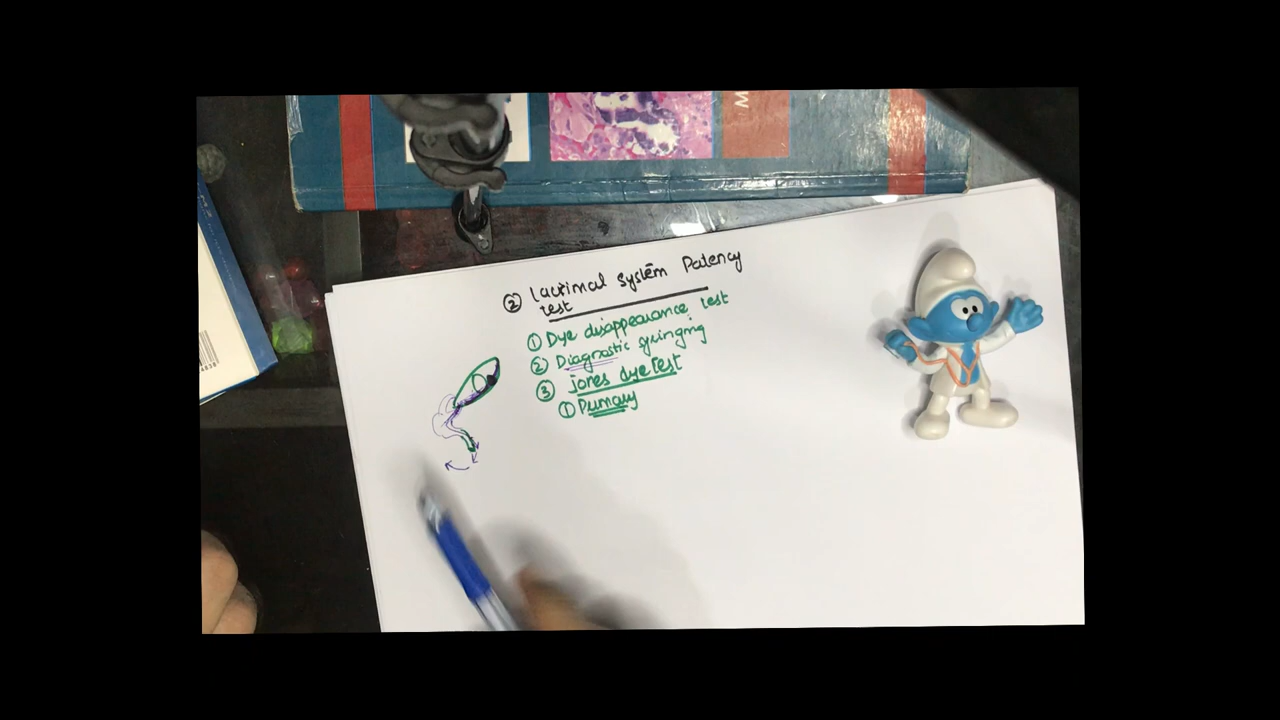 M
② Lacrimal system Patency
test
① Dye disappearance test
② Diagnostic syringing
③ Jones dye test
① Primary